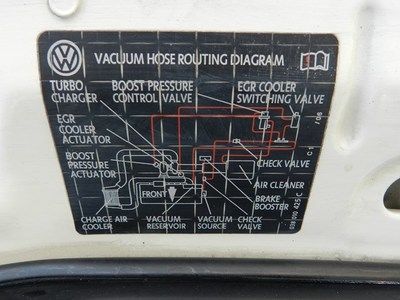 VACUUM HOSE ROUTING DIAGRAM
TURBO CHARGER
BOOST PRESSURE CONTROL VALVE
EGR COOLER SWITCHING VALVE
EGR COOLER ACTUATOR
BOOST PRESSURE ACTUATOR
CHECK VALVE
AIR CLEANER
BRAKE BOOSTER
FRONT
CHARGE AIR COOLER
VACUUM RESERVOIR
VACUUM SOURCE
CHECK VALVE